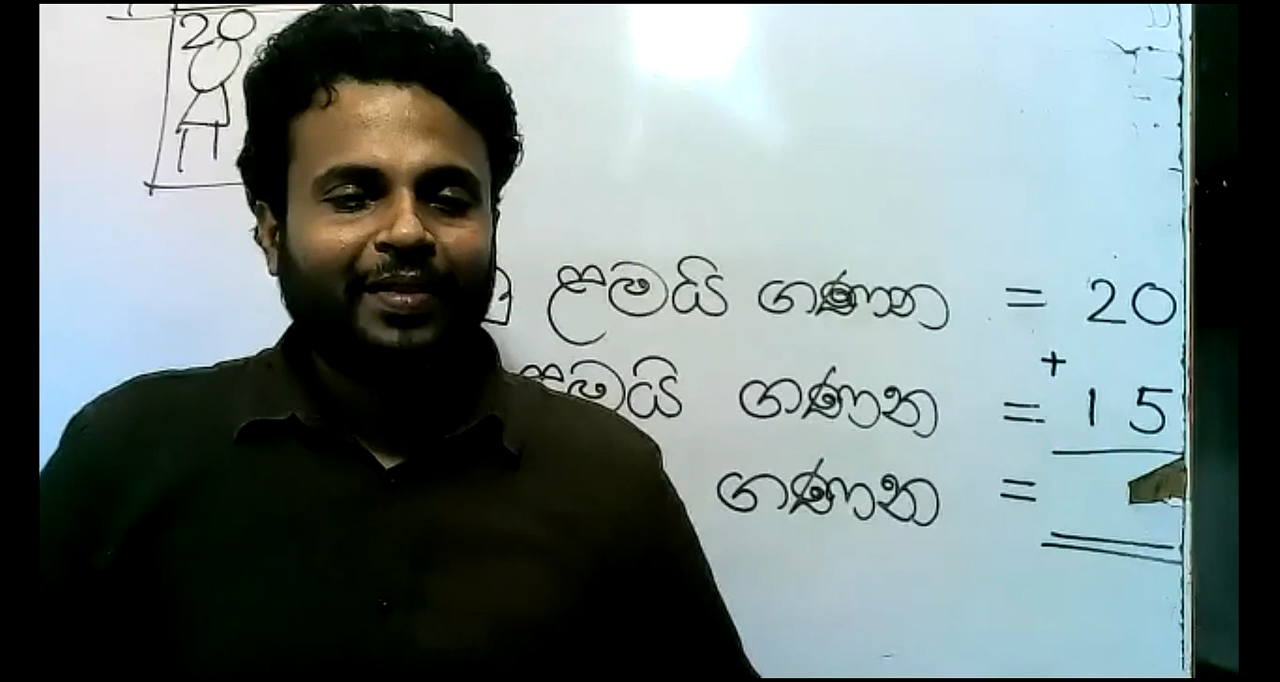 20
ළමයි ගණන = 20
+
ළමයි ගණන = 15
ගණන =